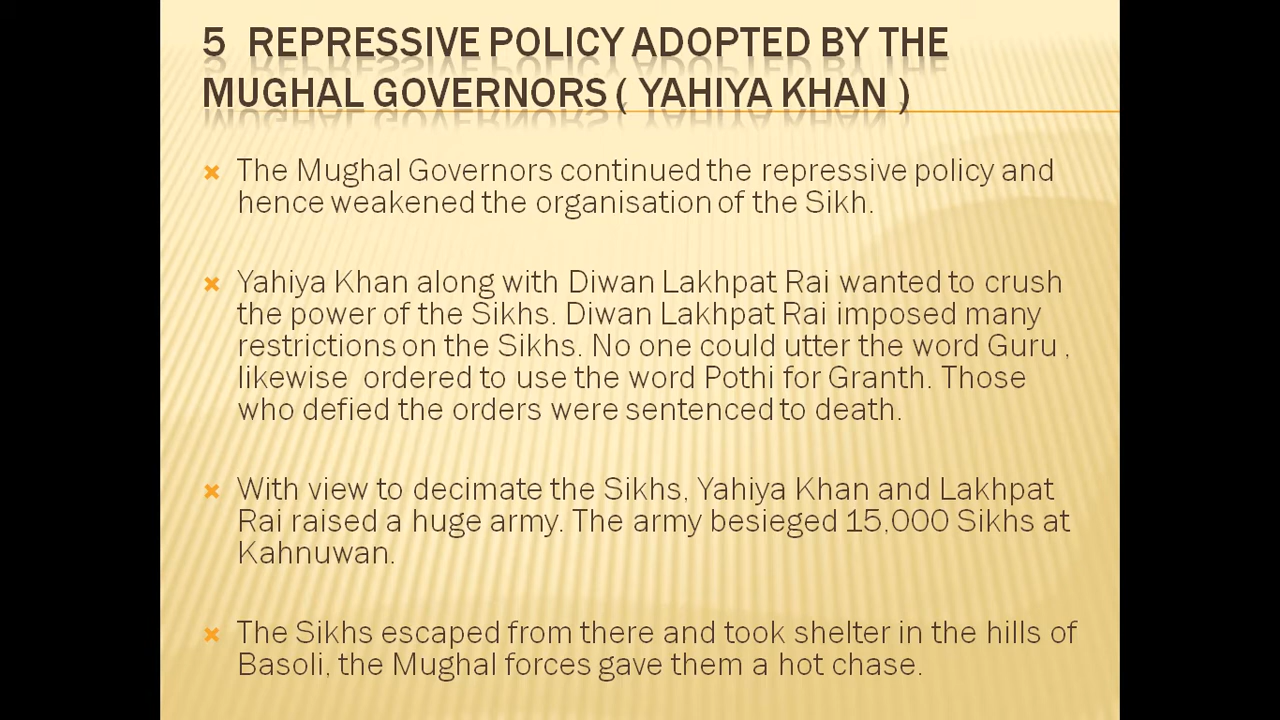 5 REPRESSIVE POLICY ADOPTED BY THE
MUGHAL GOVERNORS ( YAHIYA KHAN )
The Mughal Governors continued the repressive policy and
hence weakened the organisation of the Sikh.
Yahiya Khan along with Diwan Lakhpat Rai wanted to crush
the power of the Sikhs. Diwan Lakhpat Rai imposed many
restrictions on the Sikhs. No one could utter the word Guru ,
likewise ordered to use the word Pothi for Granth. Those
who defied the orders were sentenced to death.
With view to decimate the Sikhs, Yahiya Khan and Lakhpat
Rai raised a huge army. The army besieged 15,000 Sikhs at
Kahnuwan.
The Sikhs escaped from there and took shelter in the hills of
Basoli, the Mughal forces gave them a hot chase.